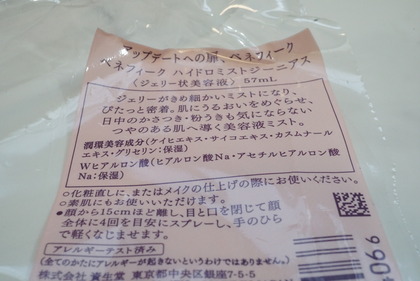 アップデートへの扉、ベネフィーク
ベネフィーク ハイドロミストジーニアス
〈ジェリー状美容液〉57mL
ジェリーがきめ細かいミストになり、
ぴたっと密着。肌にうるおいをめぐらせ、
日中のかさつき・粉うきも気にならない
つやのある肌へ導く美容液ミスト。
潤環美容成分(ケイヒエキス・サイコエキス・カスムナール
エキス・グリセリン:保湿)
Wヒアルロン酸(ヒアルロン酸Na・アセチルヒアルロン酸
Na:保湿)
○化粧直しに、またはメイクの仕上げの際にお使いください。
○素肌にもお使いいただけます。
●顔から15cmほど離し、目と口を閉じて顔
全体に4回を目安にスプレーし、手のひら
で軽くなじませます。
アレルギーテスト済み
(全てのかたにアレルギーが起きないというわけではありません。)
株式会社 資生堂 東京都中央区銀座7-5-5
4066